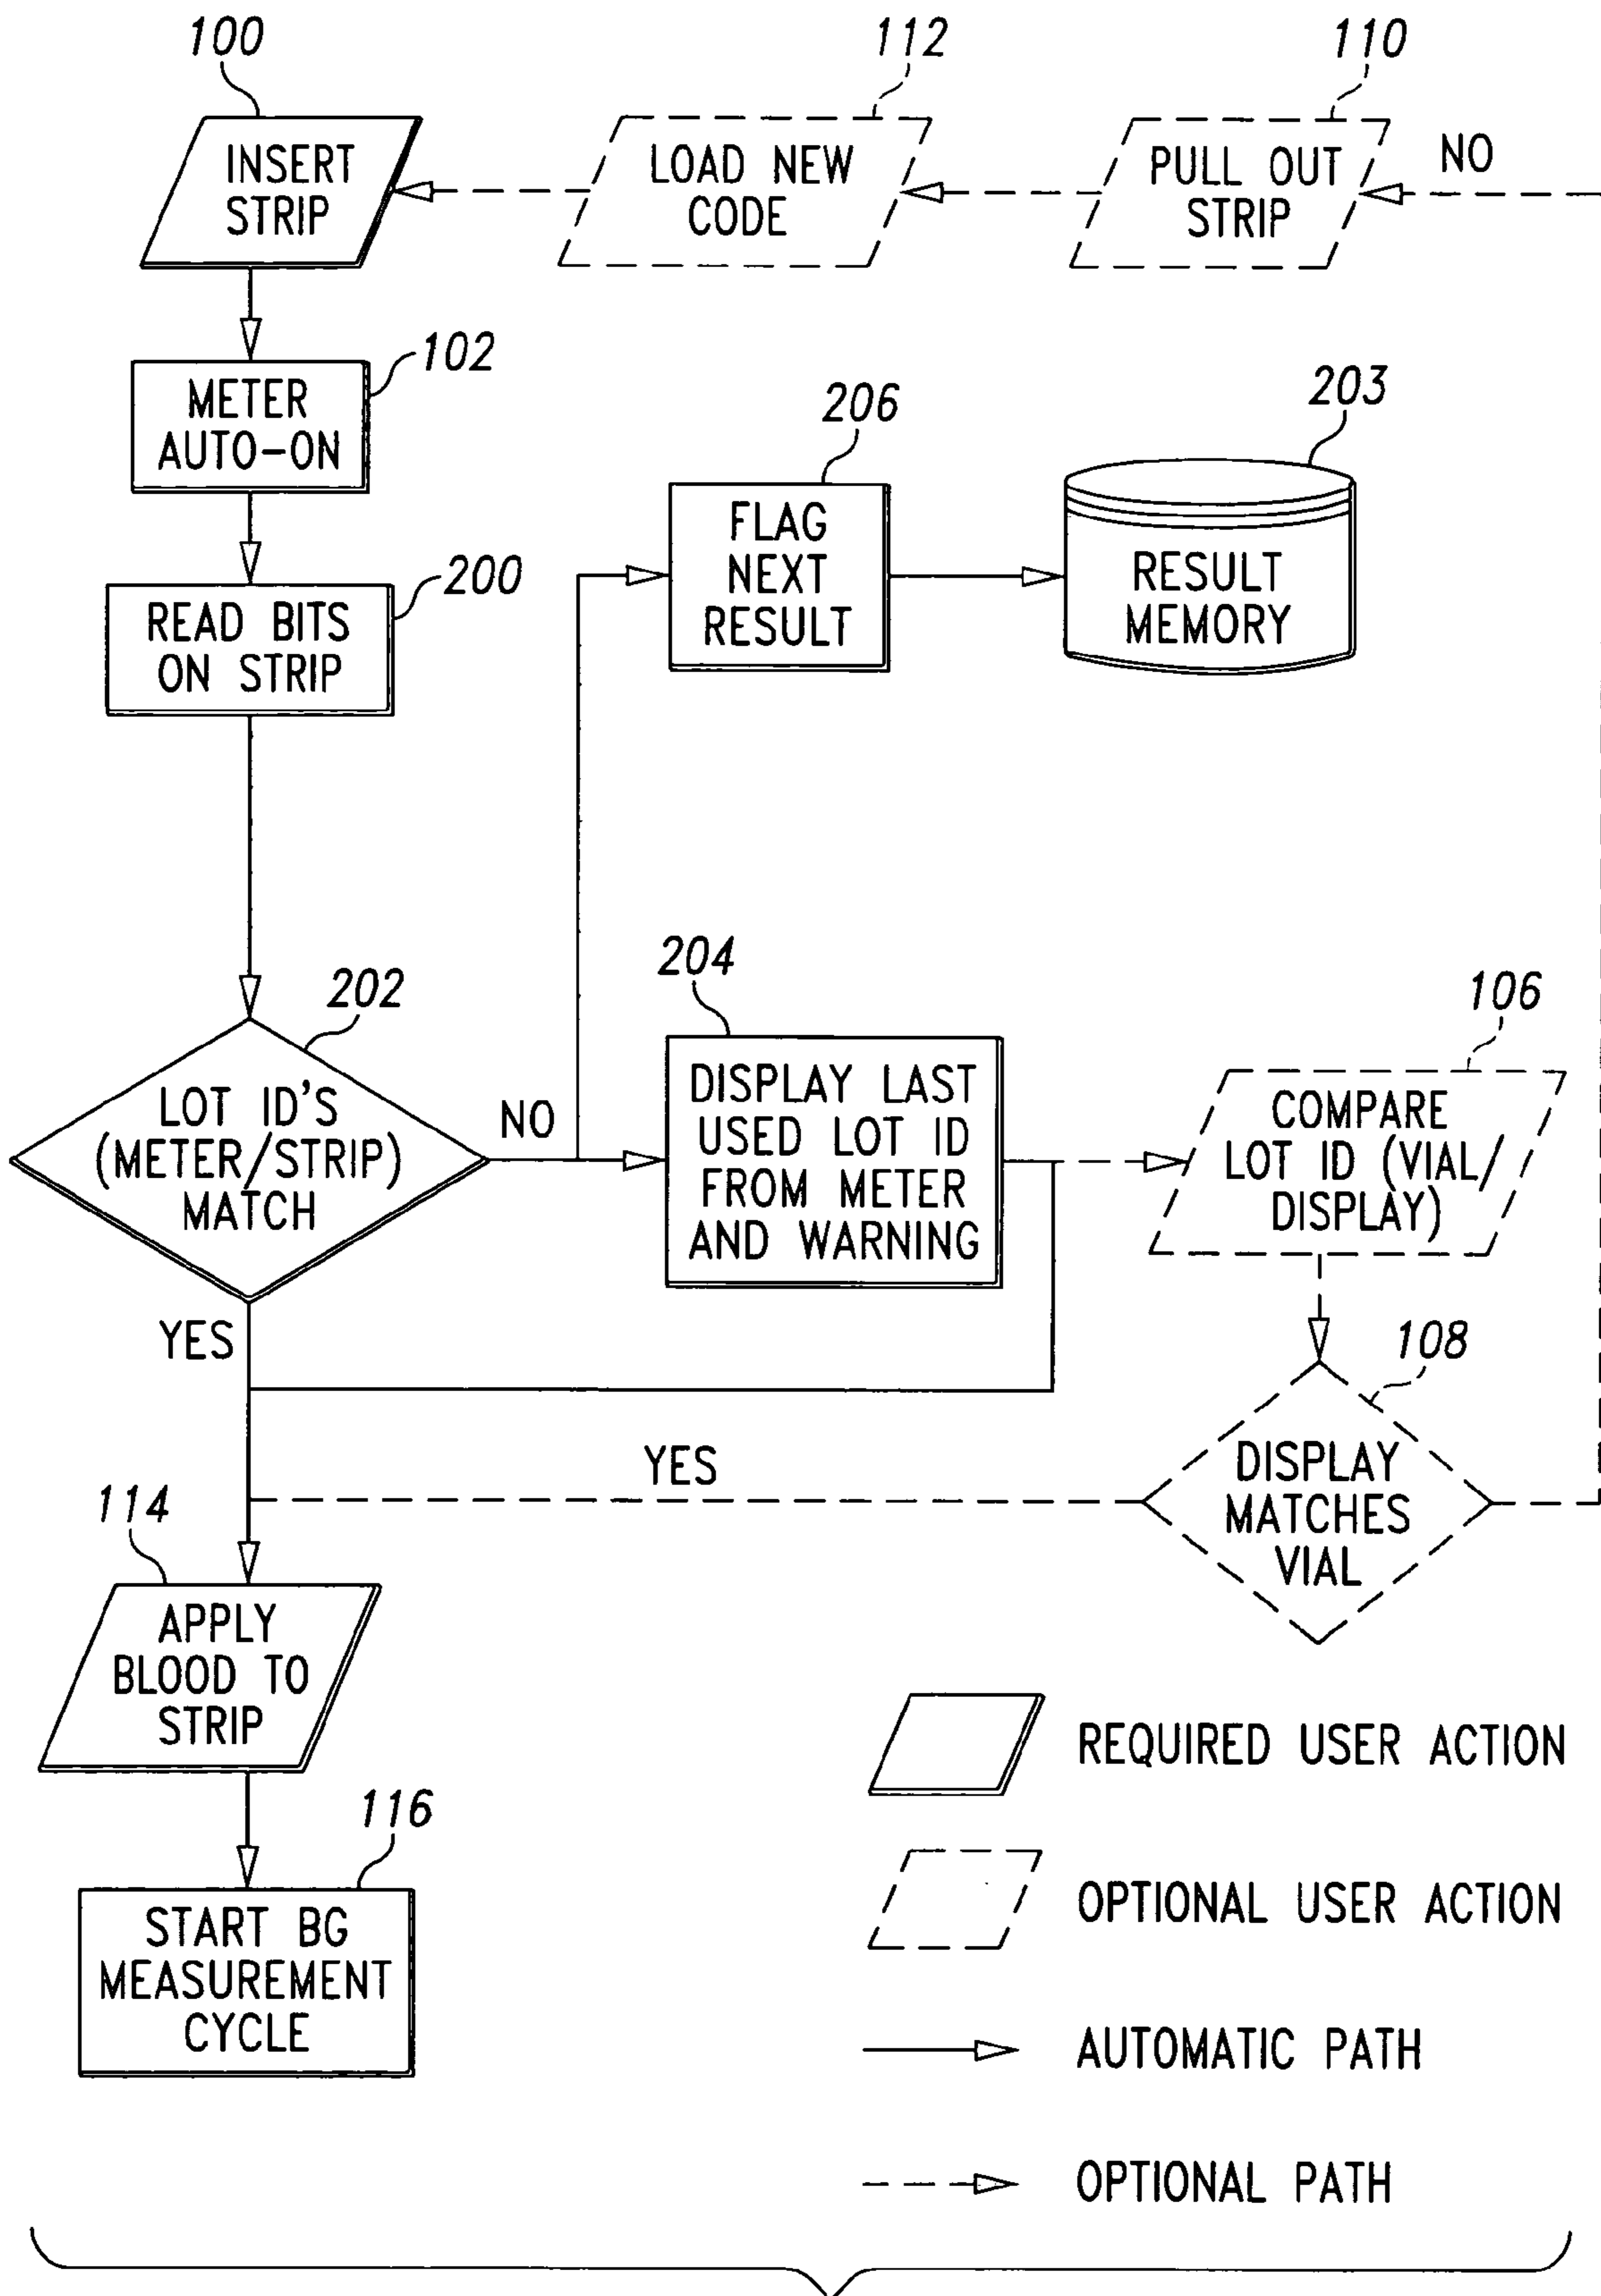 100
112
110
INSERT
STRIP
LOAD NEW
CODE
PULL OUT
STRIP
NO
102
METER
AUTO-ON
206
203
FLAG
NEXT
RESULT
RESULT
MEMORY
200
READ BITS
ON STRIP
202
LOT ID'S
(METER/STRIP)
MATCH
NO
204
DISPLAY LAST
USED LOT ID
FROM METER
AND WARNING
106
COMPARE
LOT ID (VIAL/
DISPLAY)
YES
108
DISPLAY
MATCHES
VIAL
YES
114
APPLY
BLOOD TO
STRIP
116
START BG
MEASUREMENT
CYCLE
REQUIRED USER ACTION
OPTIONAL USER ACTION
AUTOMATIC PATH
OPTIONAL PATH